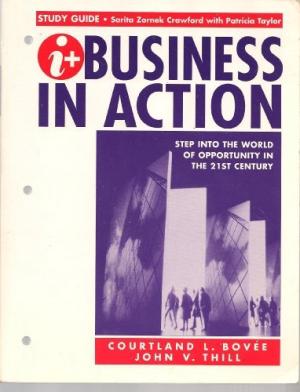 STUDY GUIDE • Sarita Zornek Crawford with Patricia Taylor
i+ BUSINESS
IN ACTION
STEP INTO THE WORLD
OF OPPORTUNITY IN
THE 21ST CENTURY
COURTLAND L. BOVÉE
JOHN V. THILL